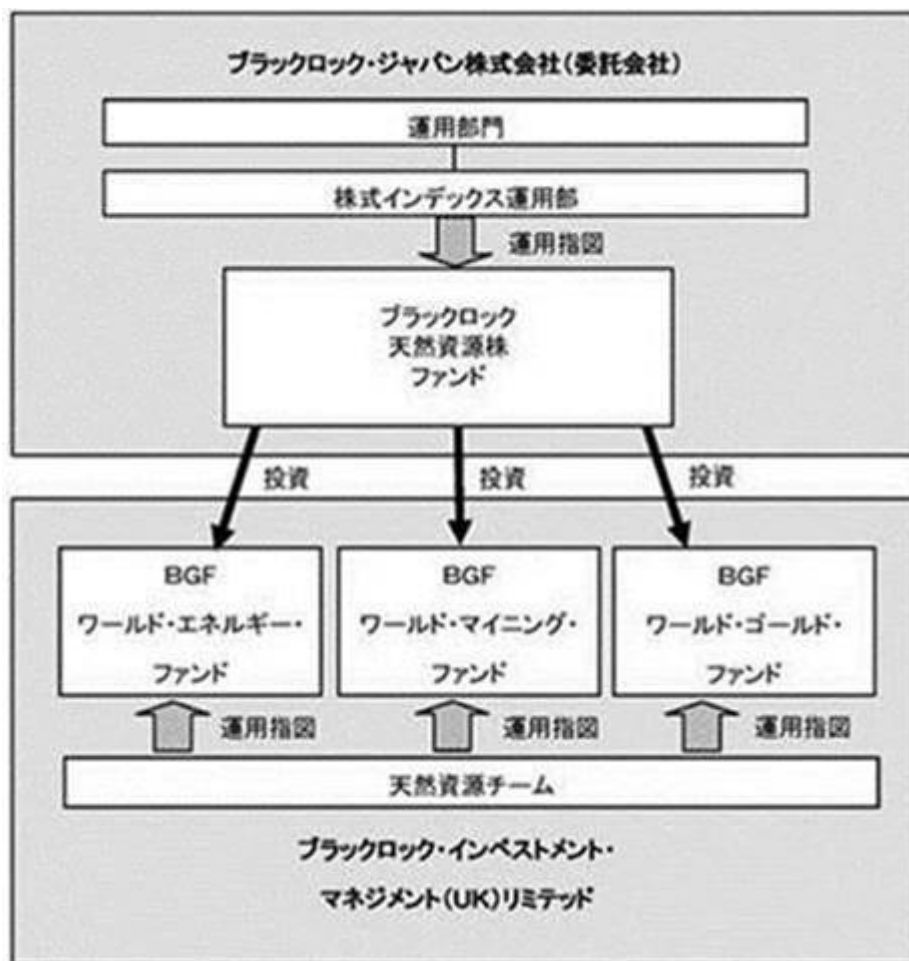 ブラックロック・ジャパン株式会社(委託会社)
運用部門
株式インデックス運用部
運用指図
ブラックロック
天然資源株
ファンド
投資
投資
投資
BGF
ワールド・エネルギー・
ファンド
BGF
ワールド・マイニング・
ファンド
BGF
ワールド・ゴールド・
ファンド
運用指図
運用指図
運用指図
天然資源チーム
ブラックロック・インベストメント・
マネジメント(UK)リミテッド